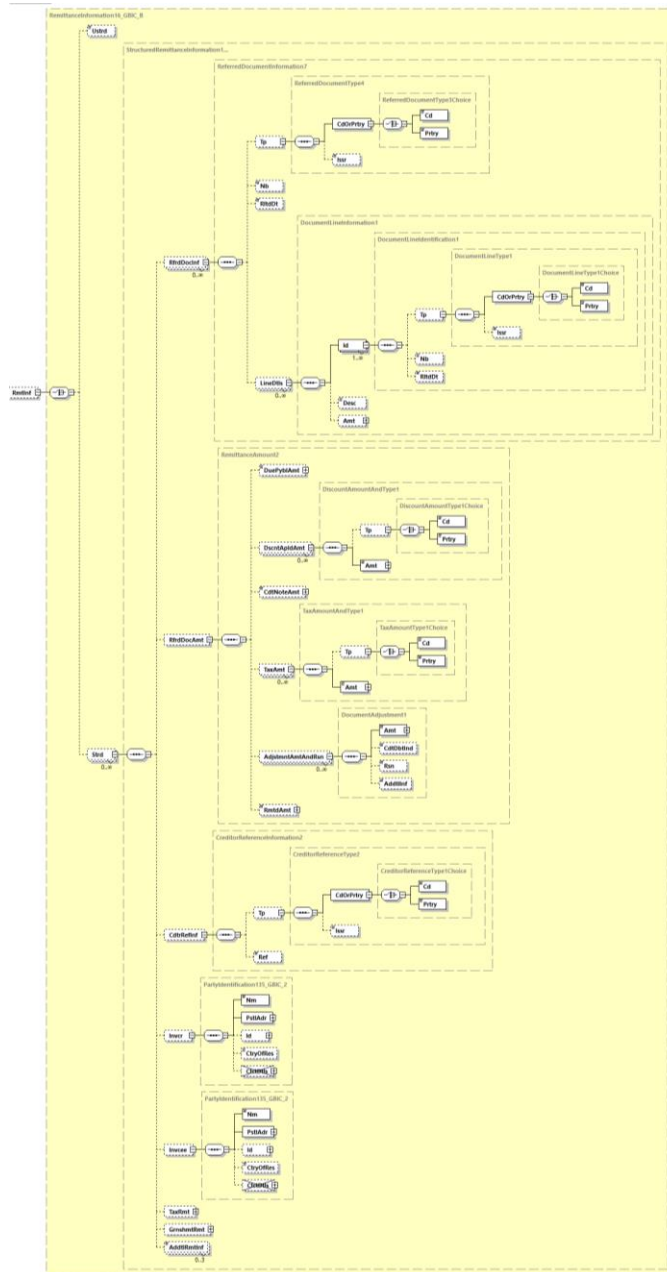 RemittanceInformation16_GBIC_B
Ustrd
StructuredRemittanceInformation1...
ReferredDocumentInformation7
ReferredDocumentType4
ReferredDocumentType3Choice
Cd
CdOrPrtry
Prtry
Tp
Issr
Nb
RltdDt
DocumentLineInformation1
DocumentLineIdentification1
DocumentLineType1
DocumentLineType1Choice
RfrdDocInf
0..∞
Cd
CdOrPrtry
Prtry
Tp
Issr
Id
1..∞
Nb
RltdDt
LineDtls
0..∞
Desc
Amt
RmtInf
RemittanceAmount2
DuePyblAmt
DiscountAmountAndType1
DiscountAmountType1Choice
Cd
Tp
Prtry
DscntApldAmt
0..∞
Amt
CdtNoteAmt
TaxAmountAndType1
TaxAmountType1Choice
RfrdDocAmt
Cd
Tp
Prtry
TaxAmt
0..∞
Amt
DocumentAdjustment1
Amt
CdtDbtInd
AdjstmntAmtAndRsn
0..∞
Rsn
AddtlInf
Strd
0..∞
RmtdAmt
CreditorReferenceInformation2
CreditorReferenceType2
CreditorReferenceType1Choice
Cd
CdOrPrtry
Prtry
Tp
Issr
CdtrRefInf
Ref
PartyIdentification135_GBIC_2
Nm
PstlAdr
Invcr
Id
CtryOfRes
PartyIdentification135_GBIC_2
Nm
PstlAdr
Invcee
Id
CtryOfRes
TaxRmt
GrnshmtRmt
AddtlRmtInf
0..3